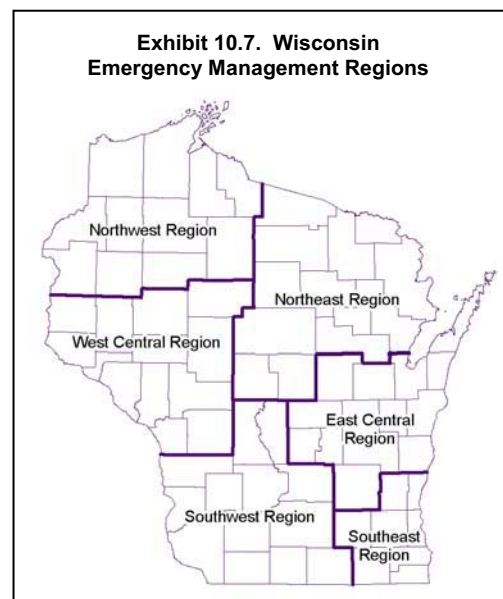 Exhibit 10.7. Wisconsin
Emergency Management Regions
Northwest Region
Northeast Region
West Central Region
East Central
Region
Southwest Region
Southeast
Region